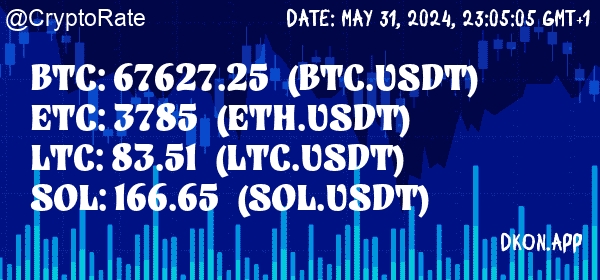 @CryptoRate
DATE: MAY 31, 2024, 23:05:05 GMT+1
BTC: 67627.25 (BTC.USDT)
ETC: 3785 (ETH.USDT)
LTC: 83.51 (LTC.USDT)
SOL: 166.65 (SOL.USDT)
DKON.APP